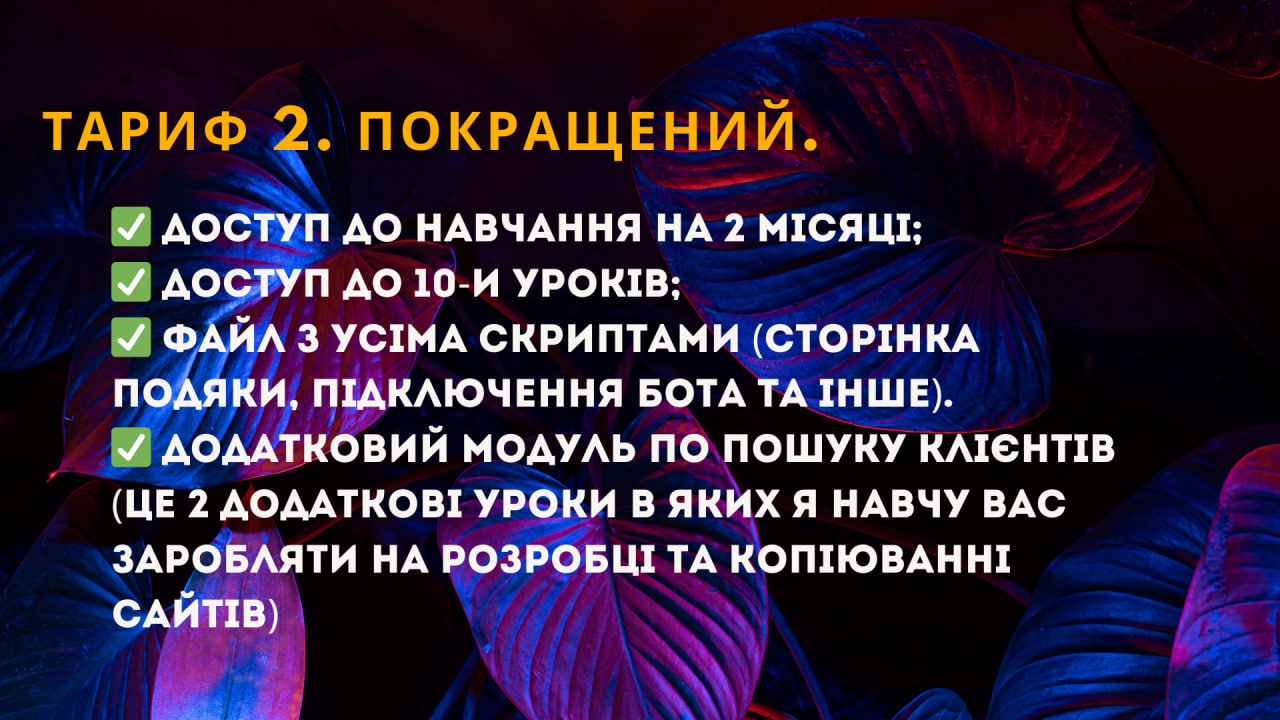 ТАРИФ 2. ПОКРАЩЕНИЙ.
✅ ДОСТУП ДО НАВЧАННЯ НА 2 МІСЯЦІ;
✅ ДОСТУП ДО 10-И УРОКІВ;
✅ ФАЙЛ З УСІМА СКРИПТАМИ (СТОРІНКА
ПОДЯКИ, ПІДКЛЮЧЕННЯ БОТА ТА ІНШЕ).
✅ ДОДАТКОВИЙ МОДУЛЬ ПО ПОШУКУ КЛІЄНТІВ
(ЦЕ 2 ДОДАТКОВІ УРОКИ В ЯКИХ Я НАВЧУ ВАС
ЗАРОБЛЯТИ НА РОЗРОБЦІ ТА КОПІЮВАННІ
САЙТІВ)